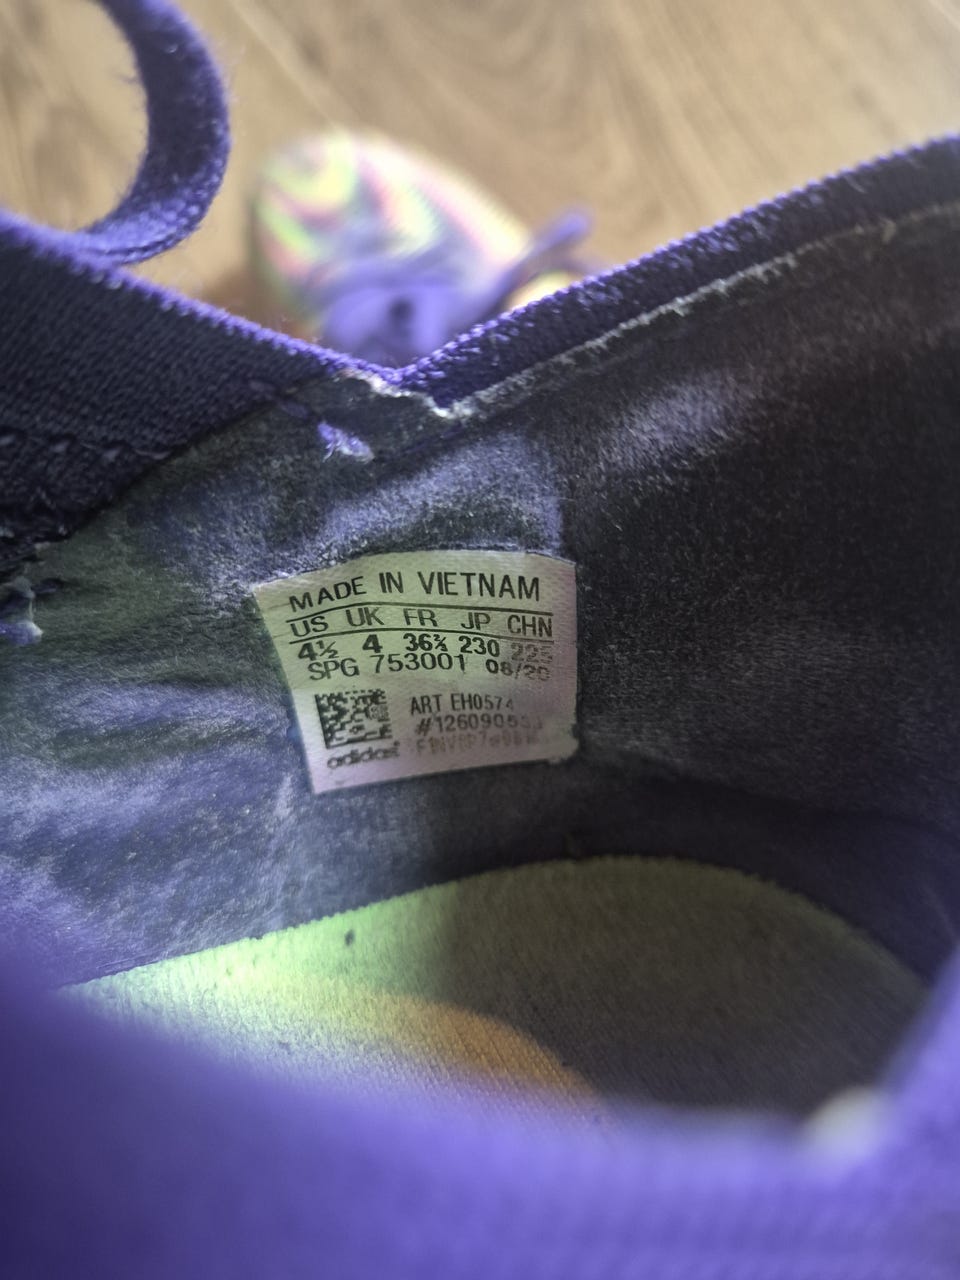 MADE IN VIETNAM
US UK FR JP CHN
4½ 4 36⅔ 230
SPG 753001 08/20
ART EH0574
adidas